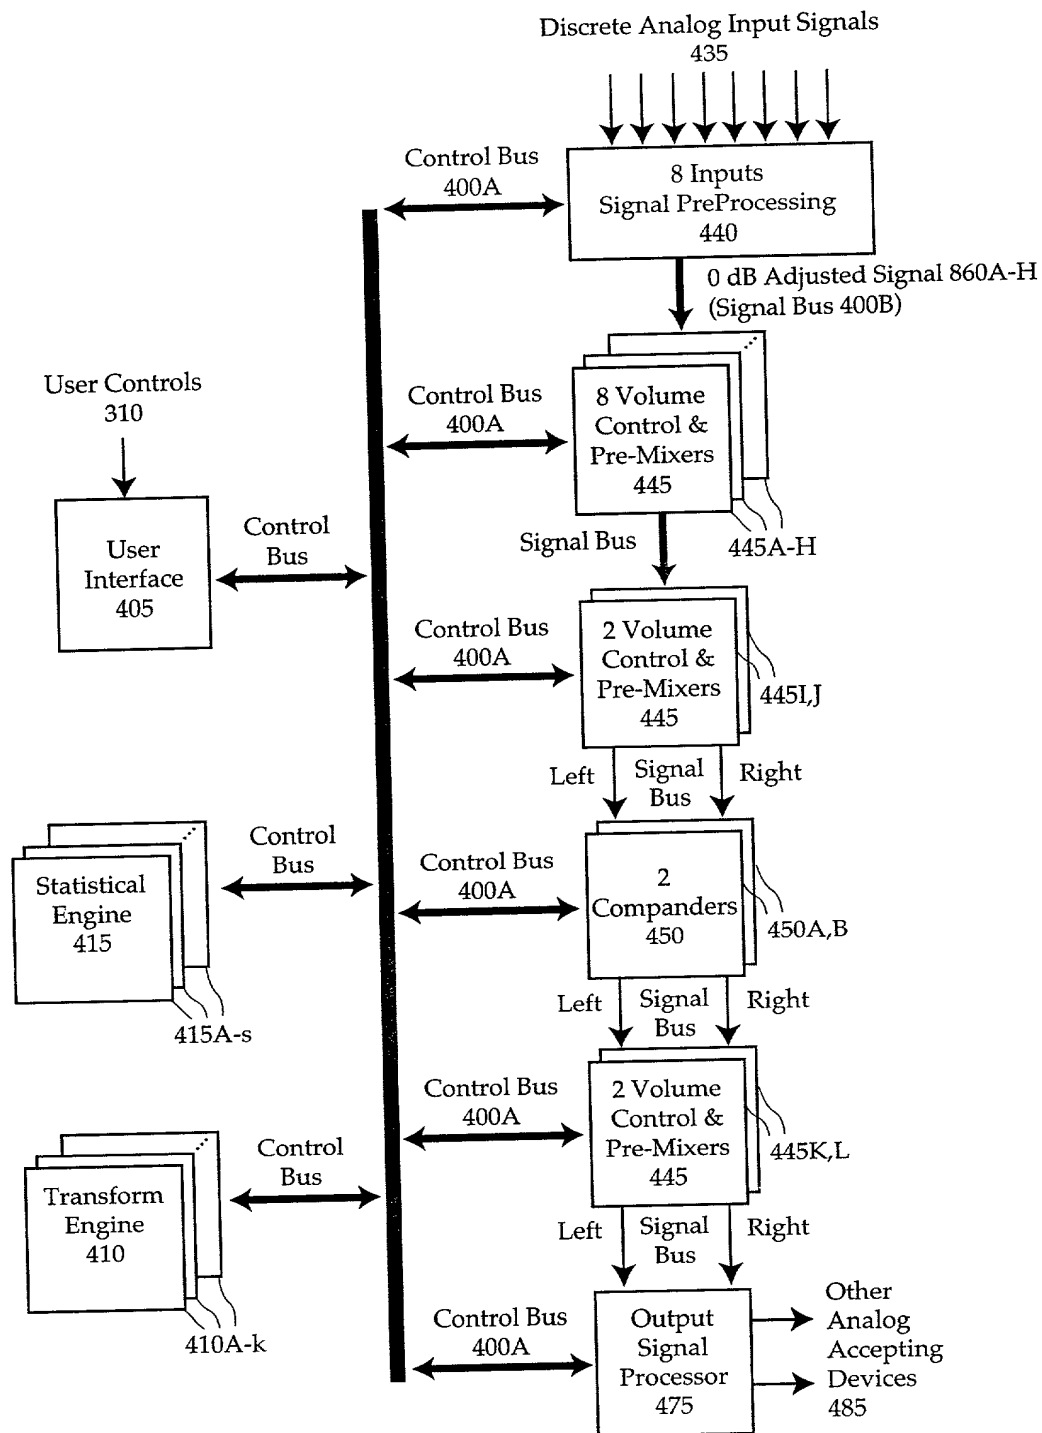 Discrete Analog Input Signals
435
Control Bus
400A
8 Inputs
Signal PreProcessing
440
0 dB Adjusted Signal 860A-H
(Signal Bus 400B)
User Controls
310
Control Bus
400A
8 Volume
Control &
Pre-Mixers
445
445A-H
User
Interface
405
Control
Bus
Signal Bus
Control Bus
400A
2 Volume
Control &
Pre-Mixers
445
445I,J
Left
Signal
Bus
Right
Statistical
Engine
415
415A-s
Control
Bus
Control Bus
400A
2
Companders
450
450A,B
Left
Signal
Bus
Right
Transform
Engine
410
410A-k
Control
Bus
Control Bus
400A
2 Volume
Control &
Pre-Mixers
445
445K,L
Left
Signal
Bus
Right
Control Bus
400A
Output
Signal
Processor
475
Other
Analog
Accepting
Devices
485